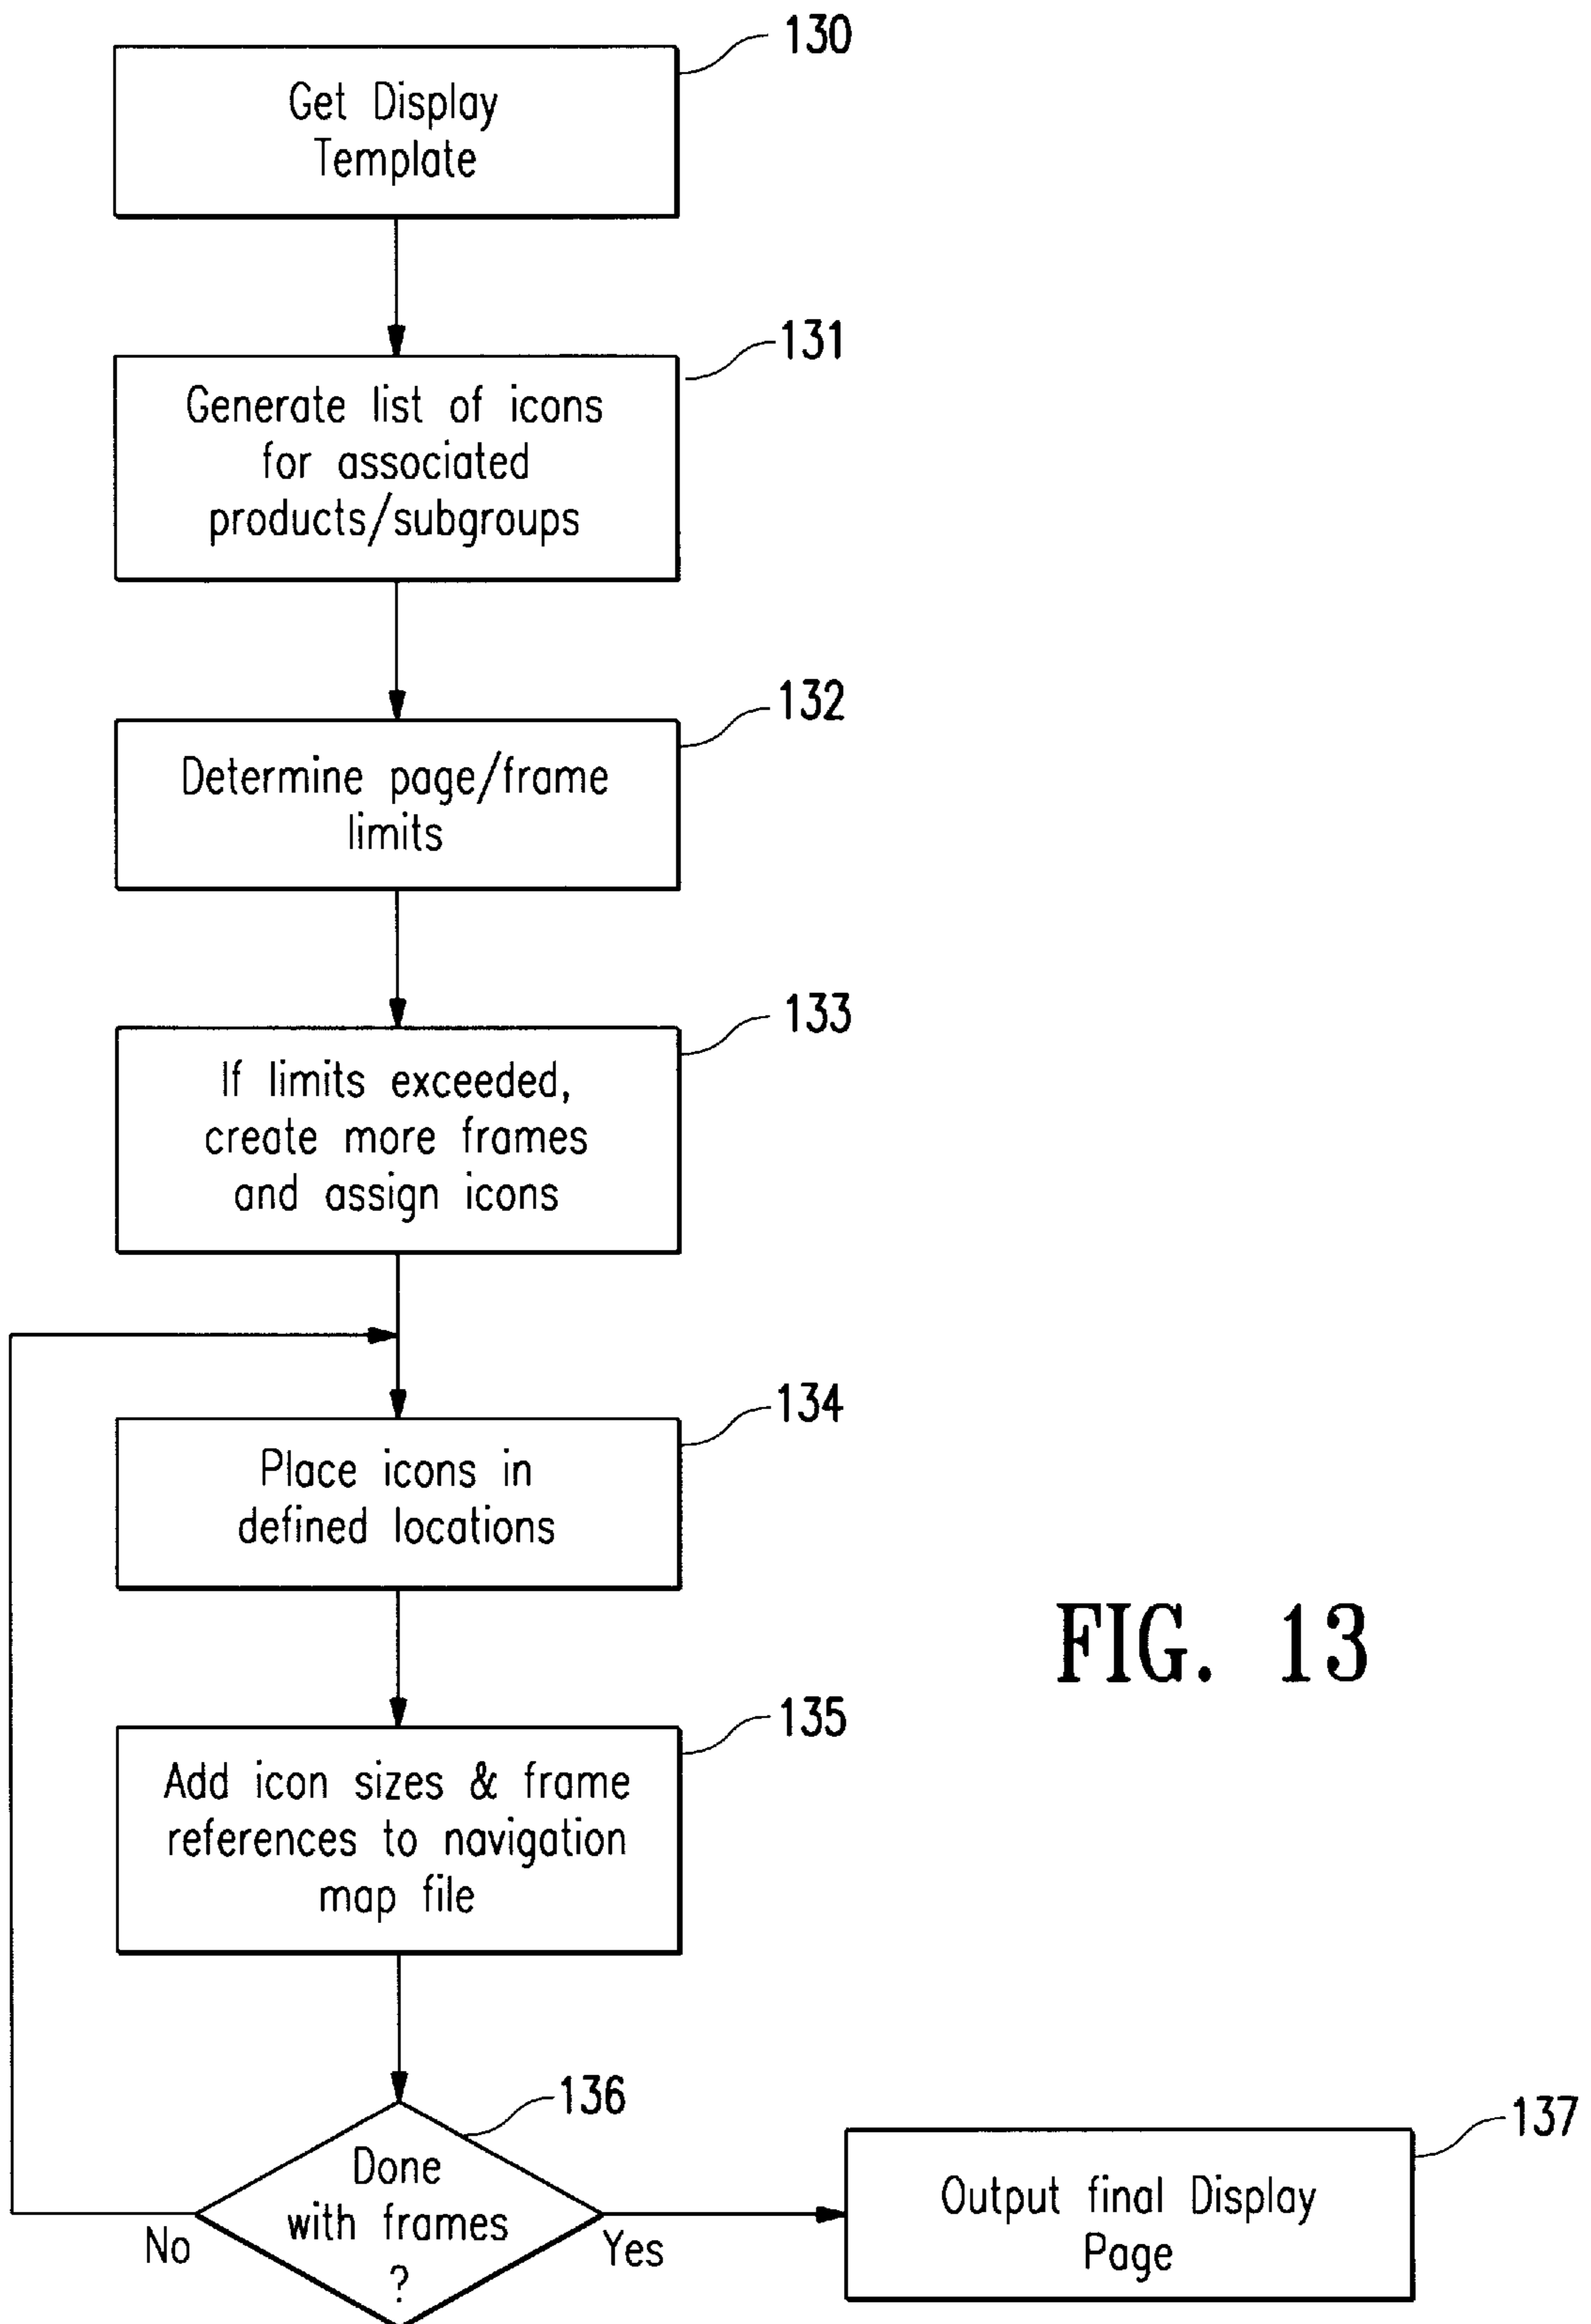 130
Get Display
Template
131
Generate list of icons
for associated
products/subgroups
132
Determine page/frame
limits
133
If limits exceeded,
create more frames
and assign icons
134
Place icons in
defined locations
FIG. 13
135
Add icon sizes & frame
references to navigation
map file
136
Done
with frames
?
No
Yes
137
Output final Display
Page